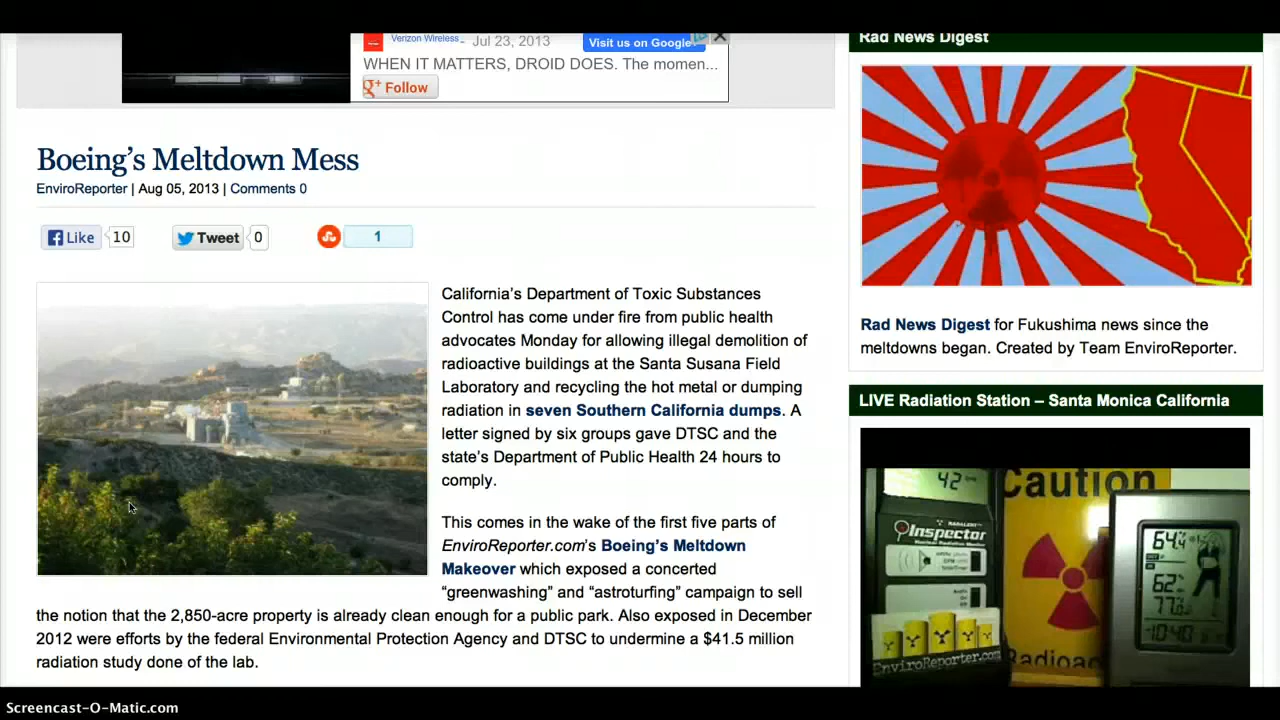 Verizon Wireless
Jul 23, 2013
Visit us on Google+
WHEN IT MATTERS, DROID DOES. The momen...
g+ Follow
Boeing's Meltdown Mess
EnviroReporter | Aug 05, 2013 | Comments 0
Like 10
Tweet 0
1
California's Department of Toxic Substances
Control has come under fire from public health
advocates Monday for allowing illegal demolition of
radioactive buildings at the Santa Susana Field
Laboratory and recycling the hot metal or dumping
radiation in seven Southern California dumps. A
letter signed by six groups gave DTSC and the
state's Department of Public Health 24 hours to
comply.
This comes in the wake of the first five parts of
EnviroReporter.com's Boeing's Meltdown
Makeover which exposed a concerted
“greenwashing” and “astroturfing” campaign to sell
the notion that the 2,850-acre property is already clean enough for a public park. Also exposed in December
2012 were efforts by the federal Environmental Protection Agency and DTSC to undermine a $41.5 million
radiation study done of the lab.
Rad News Digest
Rad News Digest for Fukushima news since the
meltdowns began. Created by Team EnviroReporter.
LIVE Radiation Station – Santa Monica California
42
Caution
Inspector
EnviroReporter.com
Radioac
Screencast-O-Matic.com